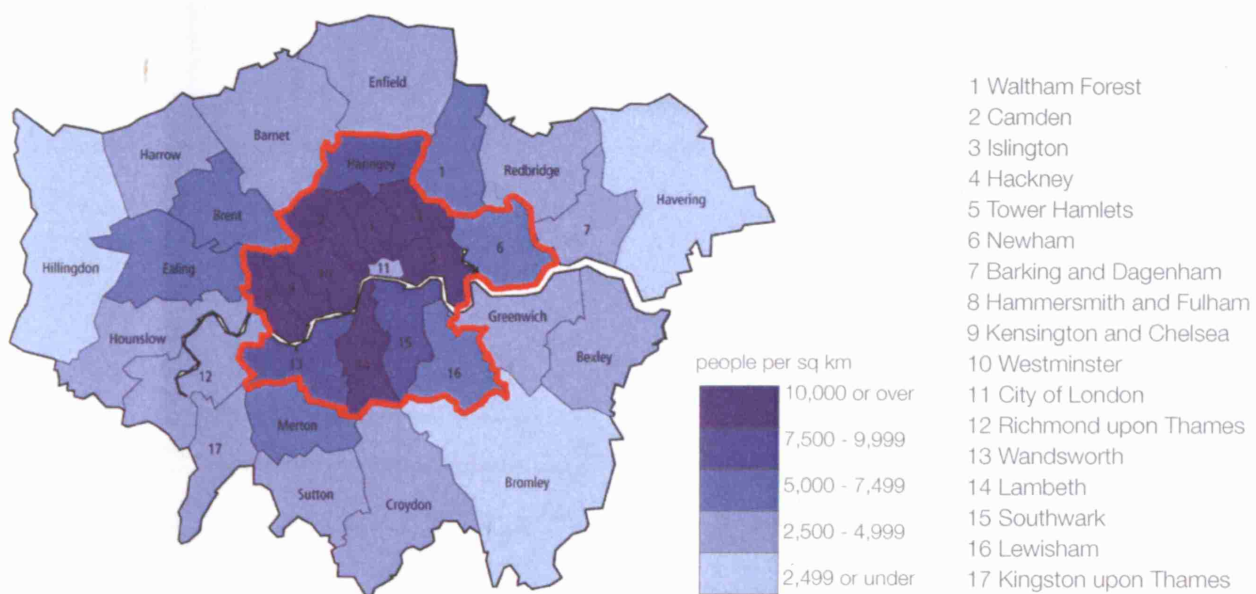 Enfield
Barnet
Harrow
Haringey
1
Redbridge
Havering
Brent
7
Hillingdon
Ealing
6
10
11
Hounslow
Greenwich
Bexley
15
12
13
14
16
Merton
17
Sutton
Croydon
Bromley
people per sq km
10,000 or over
7,500 - 9,999
5,000 - 7,499
2,500 - 4,999
2,499 or under
1 Waltham Forest
2 Camden
3 Islington
4 Hackney
5 Tower Hamlets
6 Newham
7 Barking and Dagenham
8 Hammersmith and Fulham
9 Kensington and Chelsea
10 Westminster
11 City of London
12 Richmond upon Thames
13 Wandsworth
14 Lambeth
15 Southwark
16 Lewisham
17 Kingston upon Thames